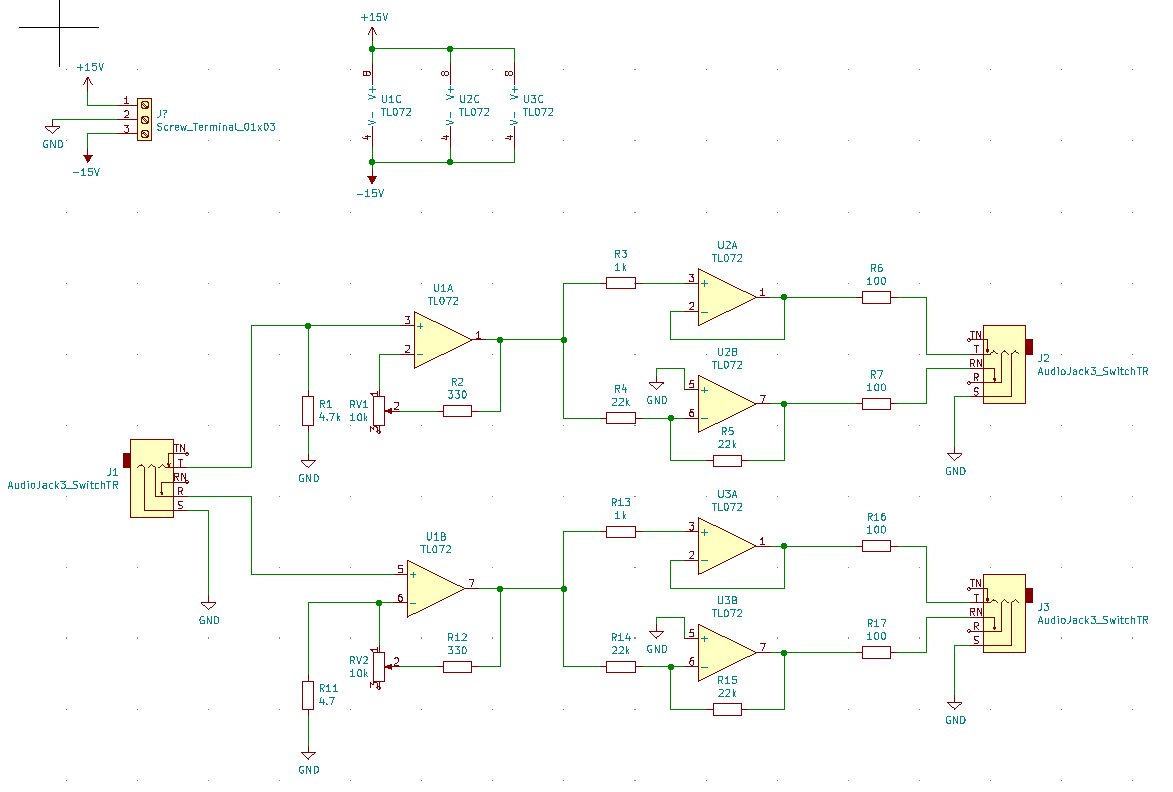 +15V
+15V
1
2
3
J?
Screw_Terminal_01x03
GND
-15V
8
V+
U1C
TL072
V-
4
8
V+
U2C
TL072
V-
4
8
V+
U3C
TL072
V-
4
-15V
U1A
TL072
3
+
1
2
-
R2
330
RV1
10k
1
2
3
R1
4.7k
GND
R3
1k
U2A
TL072
3
+
1
2
-
R6
100
U2B
TL072
GND
5
+
7
6
-
R4
22k
R5
22k
R7
100
TN
T
RN
R
S
J2
AudioJack3_SwitchTR
GND
J1
AudioJack3_SwitchTR
TN
T
RN
R
S
GND
U1B
TL072
5
+
7
6
-
R12
330
RV2
10k
1
2
3
R11
4.7
GND
R13
1k
U3A
TL072
3
+
1
2
-
R16
100
U3B
TL072
GND
5
+
7
6
-
R14
22k
R15
22k
R17
100
TN
T
RN
R
S
J3
AudioJack3_SwitchTR
GND